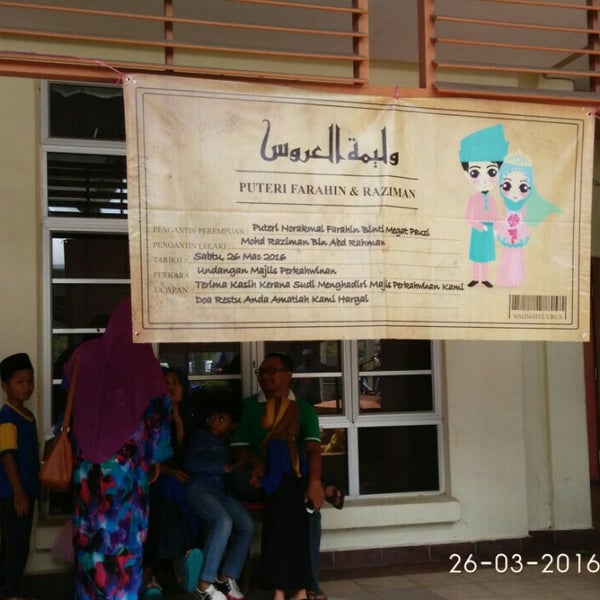 وليمة العروس
PUTERI FARAHIN & RAZIMAN
PENGANTIN PEREMPUAN : Puteri Norakmal Farahin Binti Megat Pauzi
PENGANTIN LELAKI : Mohd Raziman Bin Abd Rahman
TARIKH : Sabtu, 26 Mac 2016
PERKARA : Undangan Majlis Perkahwinan
UCAPAN : Terima Kasih Kerana Sudi Menghadiri Majlis Perkahwinan Kami
Doa Restu Anda Amatlah Kami Hargai
WALIMATUL URUS
26-03-2016